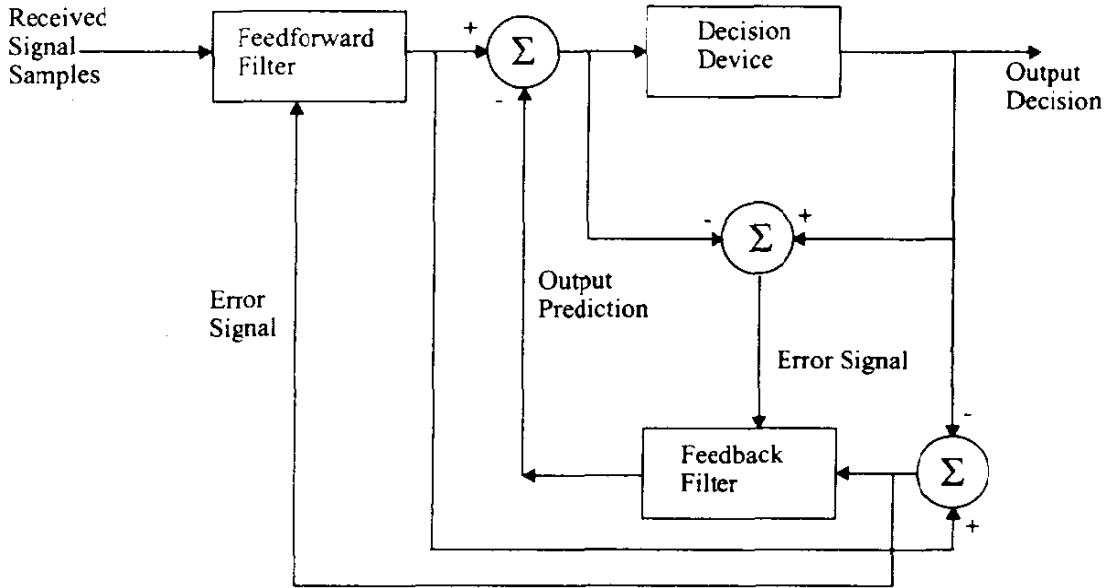 Received
Signal
Samples
Feedforward
Filter
+
Σ
-
Decision
Device
Output
Decision
-
+
Σ
Error
Signal
Output
Prediction
Error Signal
-
Feedback
Filter
Σ
+